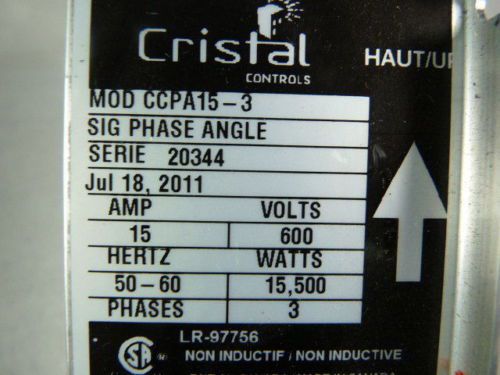 Cristal
CONTROLS
HAUT/UP
MOD CCPA15-3
SIG PHASE ANGLE
SERIE 20344
Jul 18, 2011
AMP VOLTS
15 600
HERTZ WATTS
50-60 15,500
PHASES 3
LR-97756
NON INDUCTIF / NON INDUCTIVE